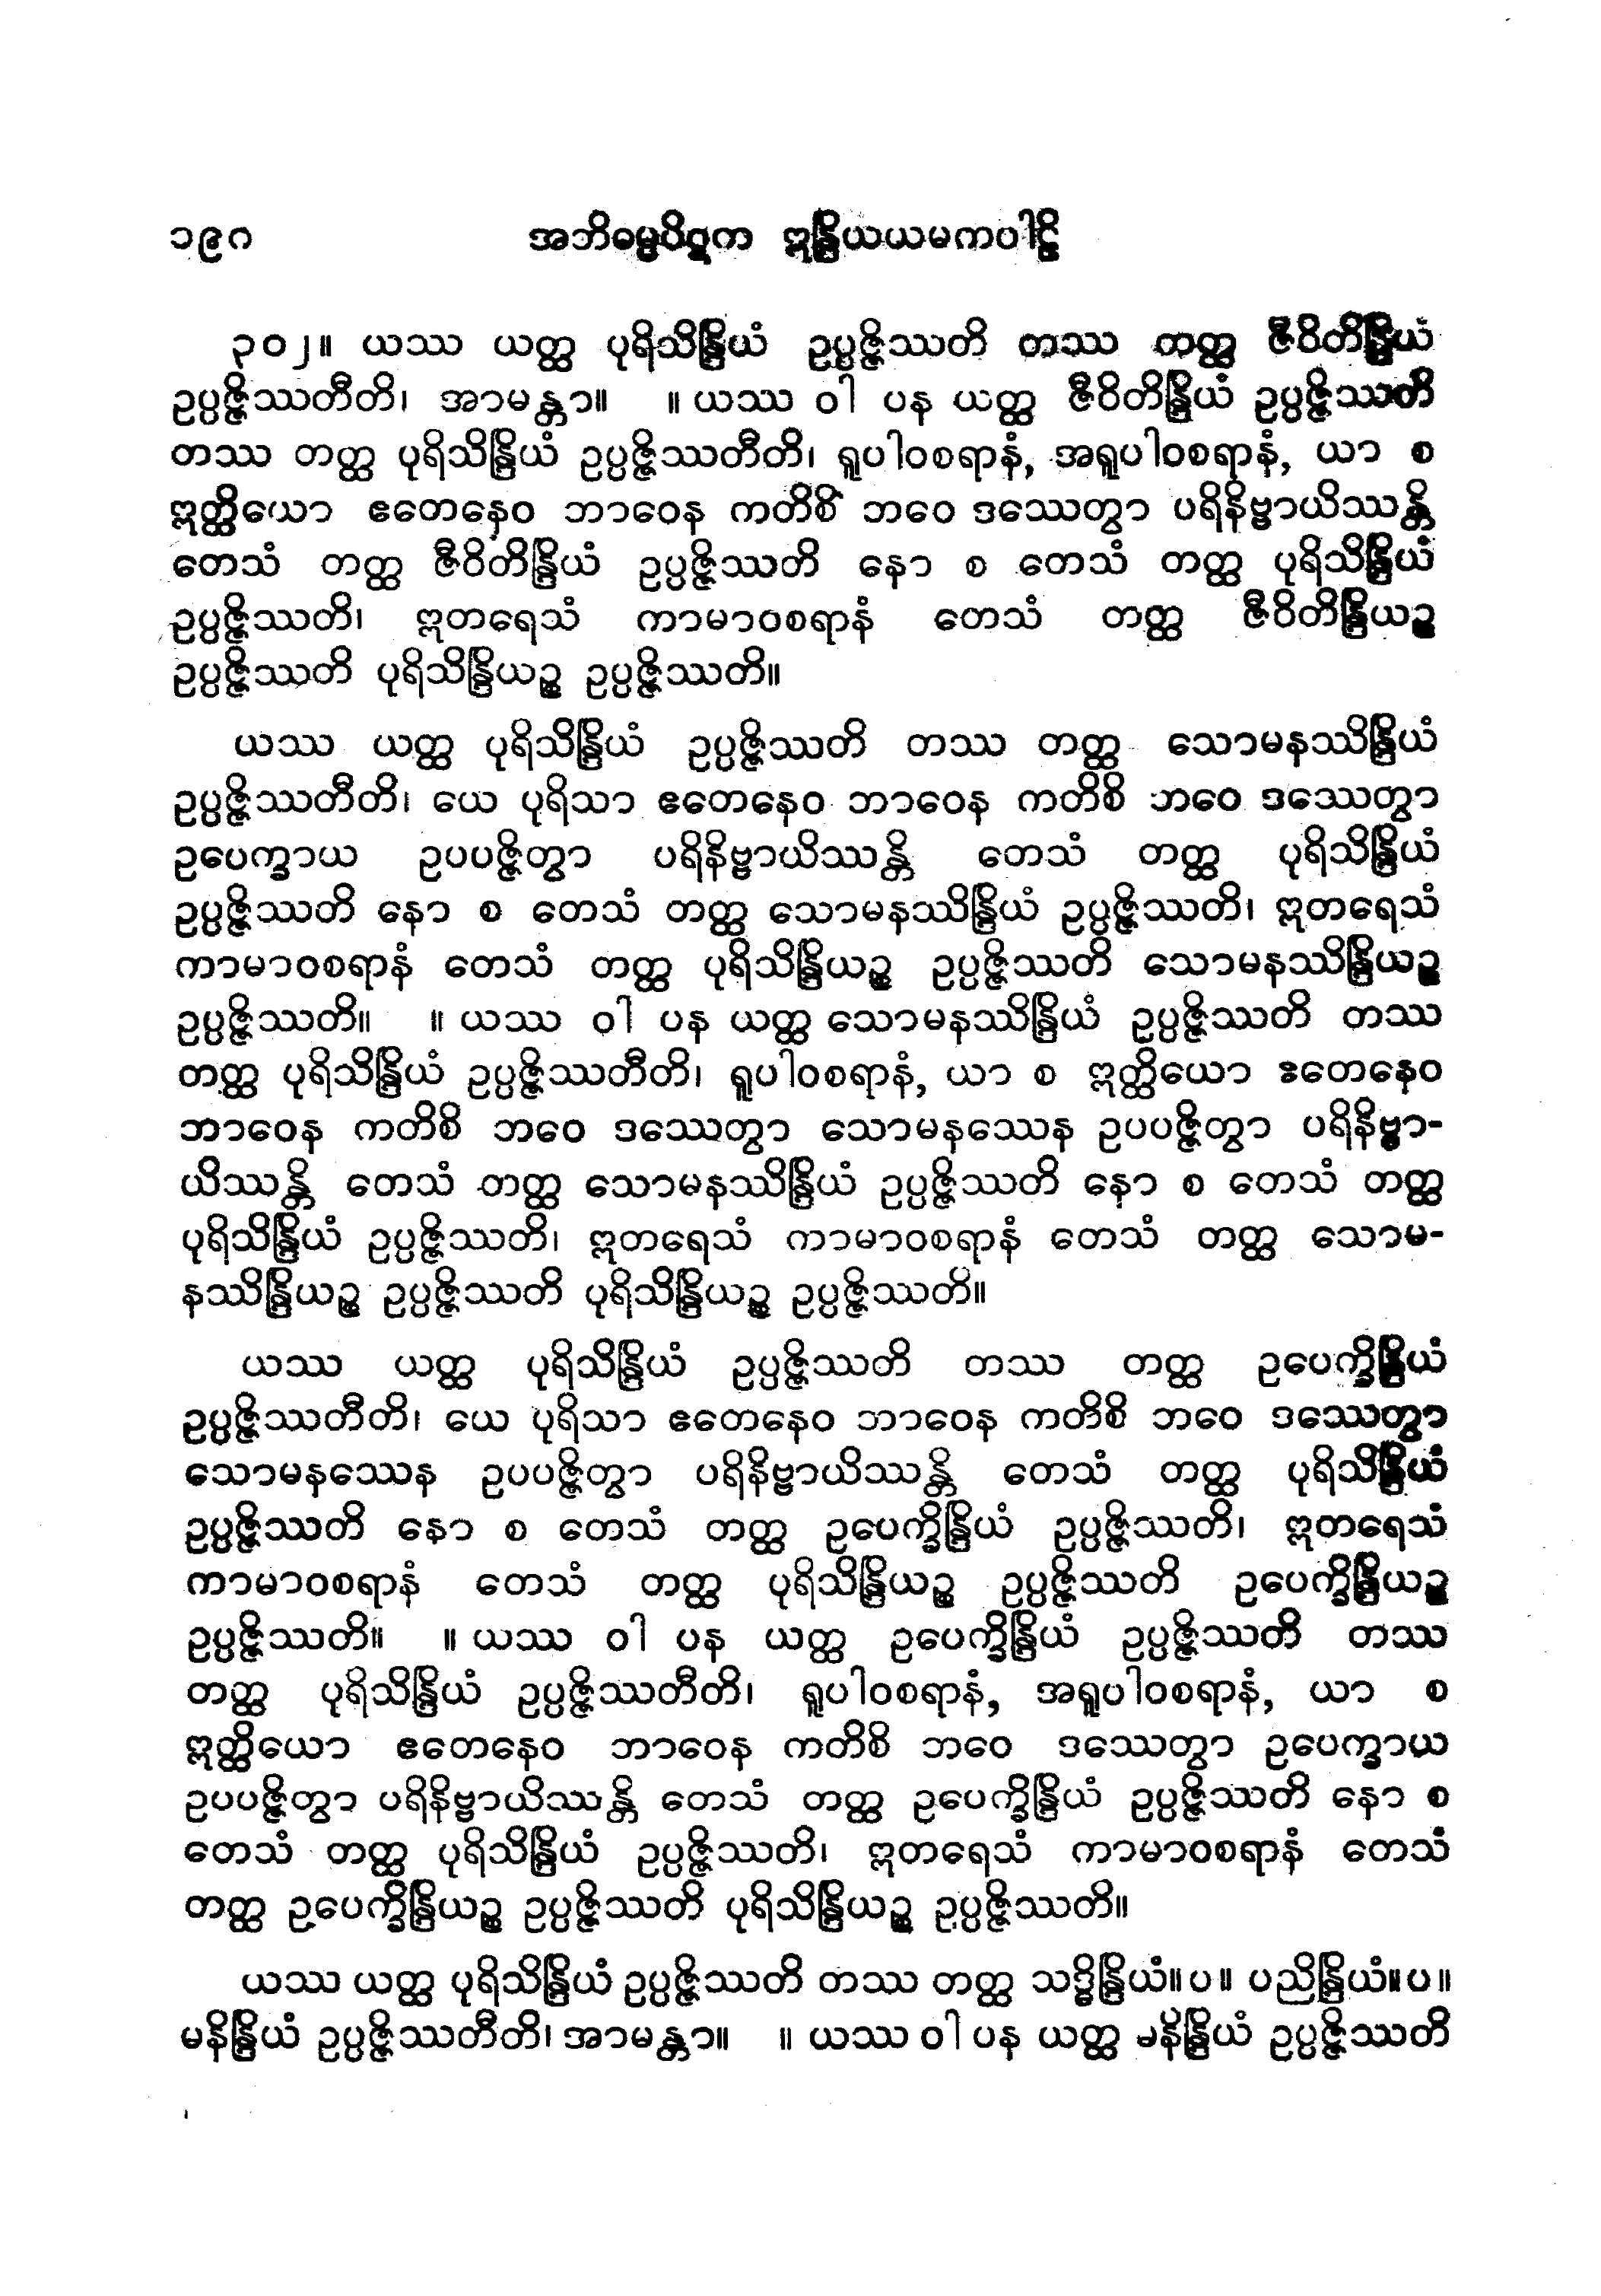 ၁၉ဂ အဘိဓမ္မပိဋက ဣန္ဒြိယယမကပါဠိ
၃၀၂။ ယဿ ယတ္ထ ပုရိသိန္ဒြိယံ ဥပ္ပဇ္ဇိဿတိ တဿ တတ္ထ ဇီဝိတိန္ဒြိယံ
ဥပ္ပဇ္ဇိဿတီတိ၊ အာမန္တာ။ ။ ယဿ ဝါ ပန ယတ္ထ ဇီဝိတိန္ဒြိယံ ဥပ္ပဇ္ဇိဿတိ
တဿ တတ္ထ ပုရိသိန္ဒြိယံ ဥပ္ပဇ္ဇိဿတီတိ၊ ရူပါဝစရာနံ, အရူပါဝစရာနံ, ယာ စ
ဣတ္ထိယော ဧတေနေဝ ဘာဝေန ကတိစိ ဘဝေ ဒဿေတွာ ပရိနိဗ္ဗာယိဿန္တိ
တေသံ တတ္ထ ဇီဝိတိန္ဒြိယံ ဥပ္ပဇ္ဇိဿတိ နော စ တေသံ တတ္ထ ပုရိသိန္ဒြိယံ
ဥပ္ပဇ္ဇိဿတိ၊ ဣတရေသံ ကာမာဝစရာနံ တေသံ တတ္ထ ဇီဝိတိန္ဒြိယဉ္စ
ဥပ္ပဇ္ဇိဿတိ ပုရိသိန္ဒြိယဉ္စ ဥပ္ပဇ္ဇိဿတိ။
ယဿ ယတ္ထ ပုရိသိန္ဒြိယံ ဥပ္ပဇ္ဇိဿတိ တဿ တတ္ထ သောမနဿိန္ဒြိယံ
ဥပ္ပဇ္ဇိဿတီတိ၊ ယေ ပုရိသာ ဧတေနေဝ ဘာဝေန ကတိစိ ဘဝေ ဒဿေတွာ
ဥပေက္ခာယ ဥပပဇ္ဇိတွာ ပရိနိဗ္ဗာယိဿန္တိ တေသံ တတ္ထ ပုရိသိန္ဒြိယံ
ဥပ္ပဇ္ဇိဿတိ နော စ တေသံ တတ္ထ သောမနဿိန္ဒြိယံ ဥပ္ပဇ္ဇိဿတိ၊ ဣတရေသံ
ကာမာဝစရာနံ တေသံ တတ္ထ ပုရိသိန္ဒြိယဉ္စ ဥပ္ပဇ္ဇိဿတိ သောမနဿိန္ဒြိယဉ္စ
ဥပ္ပဇ္ဇိဿတိ။ ။ ယဿ ဝါ ပန ယတ္ထ သောမနဿိန္ဒြိယံ ဥပ္ပဇ္ဇိဿတိ တဿ
တတ္ထ ပုရိသိန္ဒြိယံ ဥပ္ပဇ္ဇိဿတီတိ၊ ရူပါဝစရာနံ, ယာ စ ဣတ္ထိယော ဧတေနေဝ
ဘာဝေန ကတိစိ ဘဝေ ဒဿေတွာ သောမနဿေန ဥပပဇ္ဇိတွာ ပရိနိဗ္ဗာ-
ယိဿန္တိ တေသံ တတ္ထ သောမနဿိန္ဒြိယံ ဥပ္ပဇ္ဇိဿတိ နော စ တေသံ တတ္ထ
ပုရိသိန္ဒြိယံ ဥပ္ပဇ္ဇိဿတိ၊ ဣတရေသံ ကာမာဝစရာနံ တေသံ တတ္ထ သောမ-
နဿိန္ဒြိယဉ္စ ဥပ္ပဇ္ဇိဿတိ ပုရိသိန္ဒြိယဉ္စ ဥပ္ပဇ္ဇိဿတိ။
ယဿ ယတ္ထ ပုရိသိန္ဒြိယံ ဥပ္ပဇ္ဇိဿတိ တဿ တတ္ထ ဥပေက္ခိန္ဒြိယံ
ဥပ္ပဇ္ဇိဿတီတိ၊ ယေ ပုရိသာ ဧတေနေဝ ဘာဝေန ကတိစိ ဘဝေ ဒဿေတွာ
သောမနဿေန ဥပပဇ္ဇိတွာ ပရိနိဗ္ဗာယိဿန္တိ တေသံ တတ္ထ ပုရိသိန္ဒြိယံ
ဥပ္ပဇ္ဇိဿတိ နော စ တေသံ တတ္ထ ဥပေက္ခိန္ဒြိယံ ဥပ္ပဇ္ဇိဿတိ၊ ဣတရေသံ
ကာမာဝစရာနံ တေသံ တတ္ထ ပုရိသိန္ဒြိယဉ္စ ဥပ္ပဇ္ဇိဿတိ ဥပေက္ခိန္ဒြိယဉ္စ
ဥပ္ပဇ္ဇိဿတိ။ ။ ယဿ ဝါ ပန ယတ္ထ ဥပေက္ခိန္ဒြိယံ ဥပ္ပဇ္ဇိဿတိ တဿ
တတ္ထ ပုရိသိန္ဒြိယံ ဥပ္ပဇ္ဇိဿတီတိ၊ ရူပါဝစရာနံ, အရူပါဝစရာနံ, ယာ စ
ဣတ္ထိယော ဧတေနေဝ ဘာဝေန ကတိစိ ဘဝေ ဒဿေတွာ ဥပေက္ခာယ
ဥပပဇ္ဇိတွာ ပရိနိဗ္ဗာယိဿန္တိ တေသံ တတ္ထ ဥပေက္ခိန္ဒြိယံ ဥပ္ပဇ္ဇိဿတိ နော စ
တေသံ တတ္ထ ပုရိသိန္ဒြိယံ ဥပ္ပဇ္ဇိဿတိ၊ ဣတရေသံ ကာမာဝစရာနံ တေသံ
တတ္ထ ဥပေက္ခိန္ဒြိယဉ္စ ဥပ္ပဇ္ဇိဿတိ ပုရိသိန္ဒြိယဉ္စ ဥပ္ပဇ္ဇိဿတိ။
ယဿ ယတ္ထ ပုရိသိန္ဒြိယံ ဥပ္ပဇ္ဇိဿတိ တဿ တတ္ထ သဒ္ဓိန္ဒြိယံ။ပ။ ပညိန္ဒြိယံ။ပ။
မနိန္ဒြိယံ ဥပ္ပဇ္ဇိဿတီတိ၊ အာမန္တာ။ ။ ယဿ ဝါ ပန ယတ္ထ မနိန္ဒြိယံ ဥပ္ပဇ္ဇိဿတိ